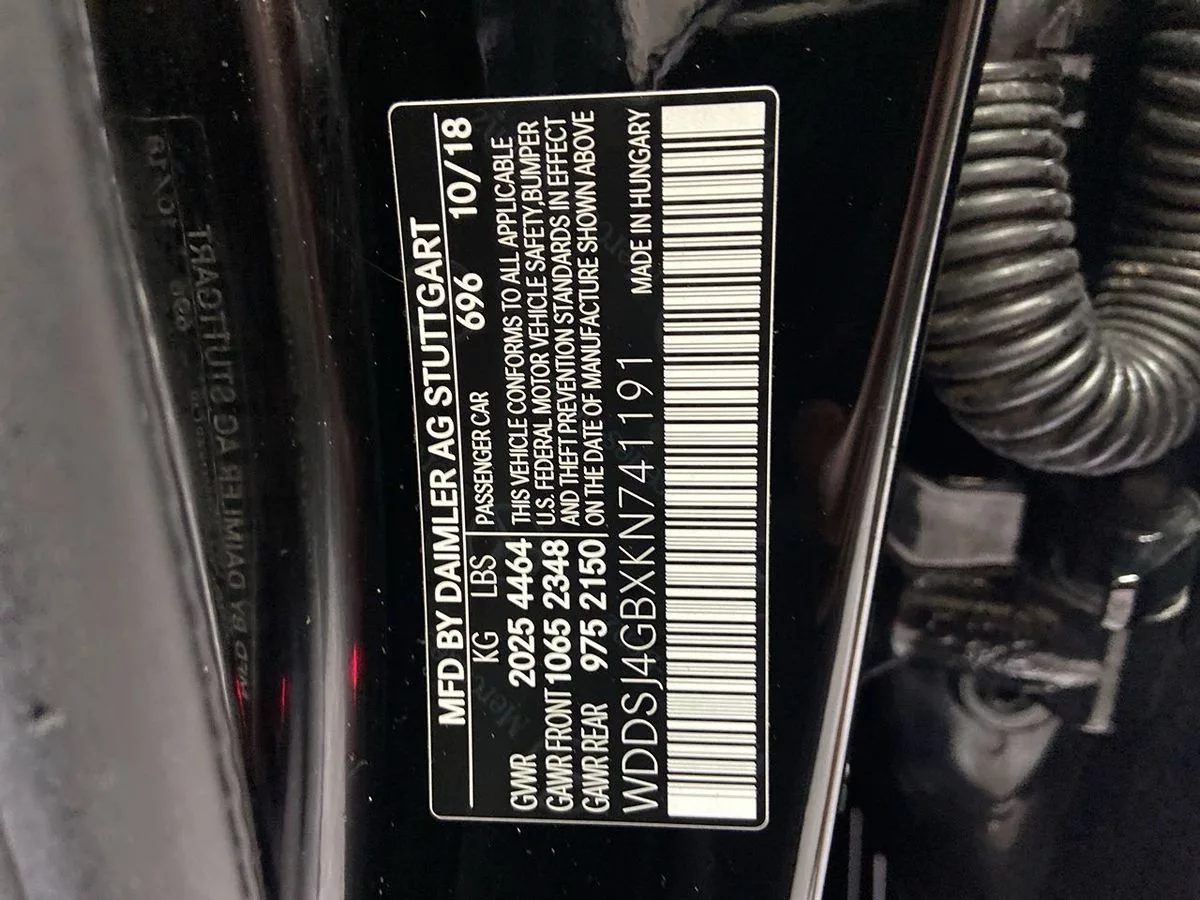 MFD BY DAIMLER AG STUTTGART
KG LBS PASSENGER CAR 696 10/18
GVWR 2025 4464
GAWR FRONT 1065 2348
GAWR REAR 975 2150
THIS VEHICLE CONFORMS TO ALL APPLICABLE
U.S. FEDERAL MOTOR VEHICLE SAFETY,BUMPER
AND THEFT PREVENTION STANDARDS IN EFFECT
ON THE DATE OF MANUFACTURE SHOWN ABOVE
WDDSJ4GBXKN741191 MADE IN HUNGARY